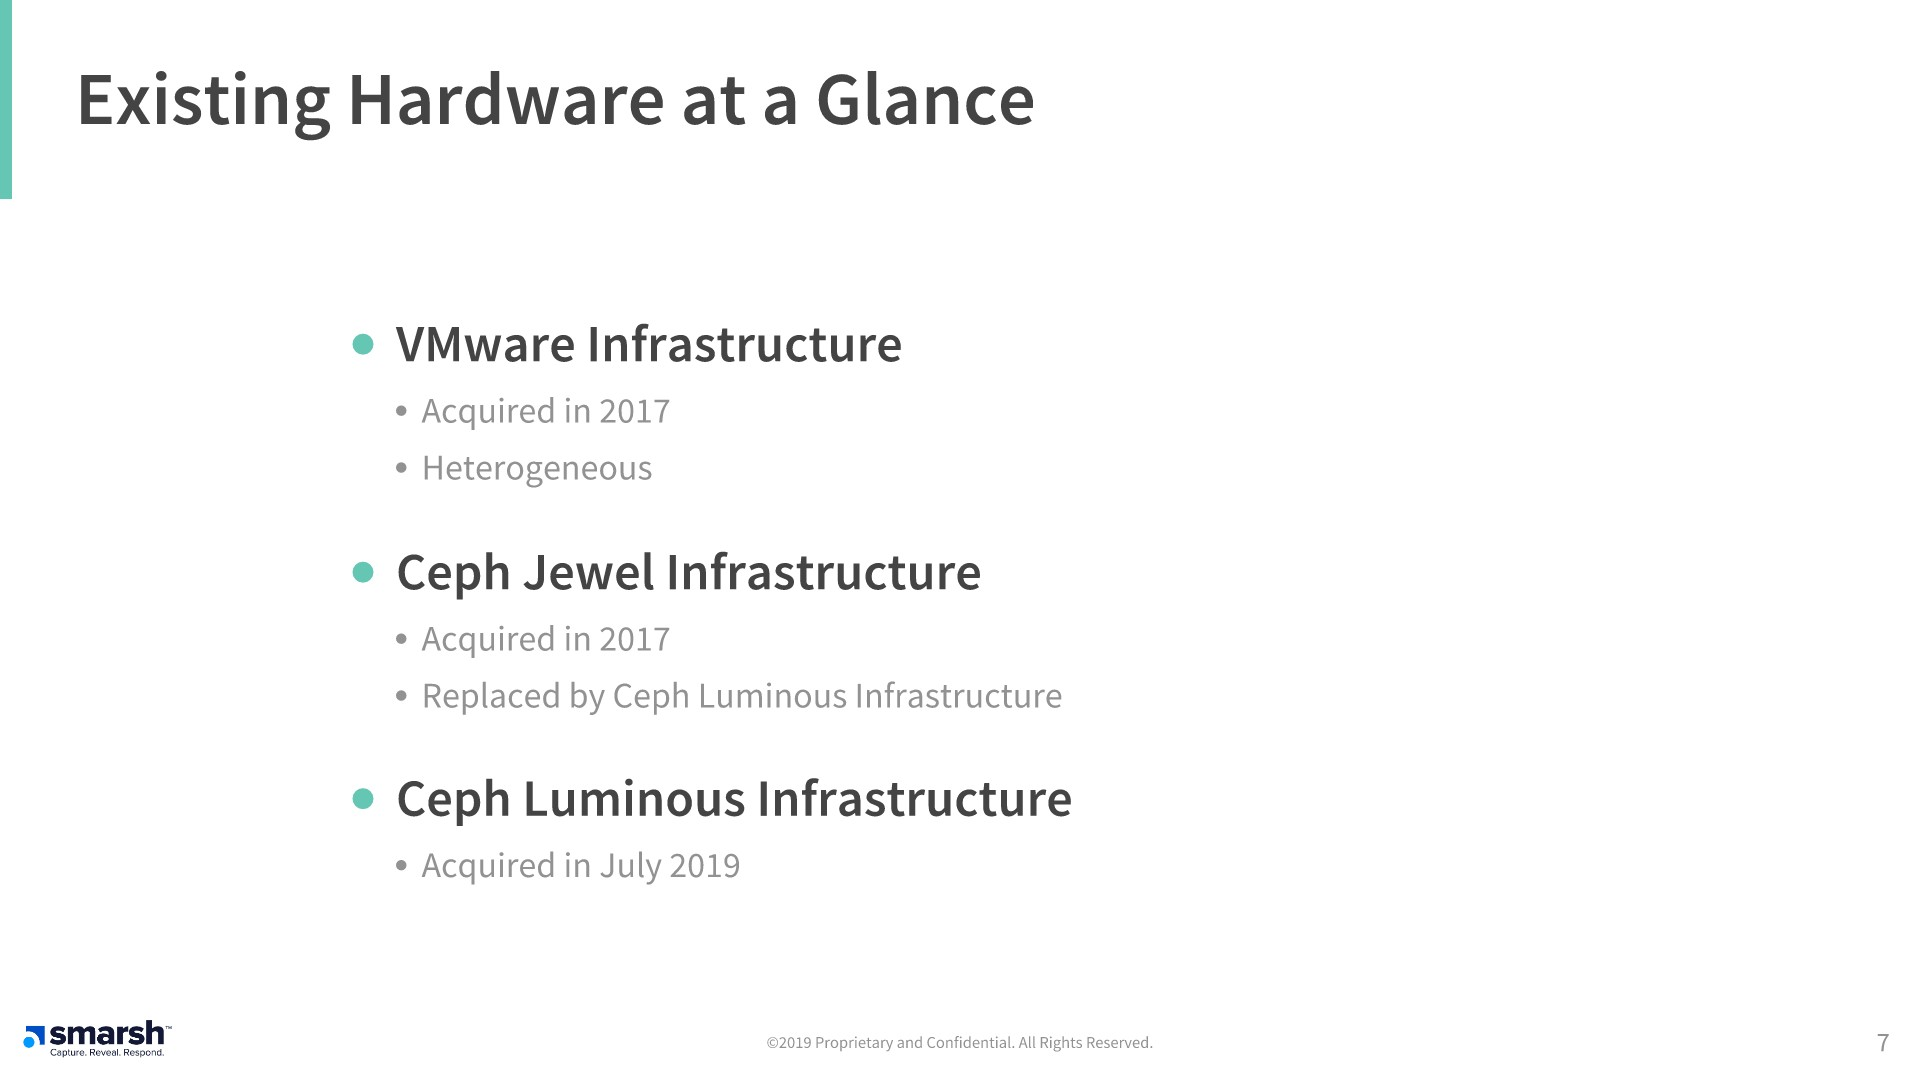 Existing Hardware at a Glance
• VMware Infrastructure
• Acquired in 2017
• Heterogeneous
• Ceph Jewel Infrastructure
• Acquired in 2017
• Replaced by Ceph Luminous Infrastructure
• Ceph Luminous Infrastructure
• Acquired in July 2019
smarsh™
Capture. Reveal. Respond.
©2019 Proprietary and Confidential. All Rights Reserved.
7